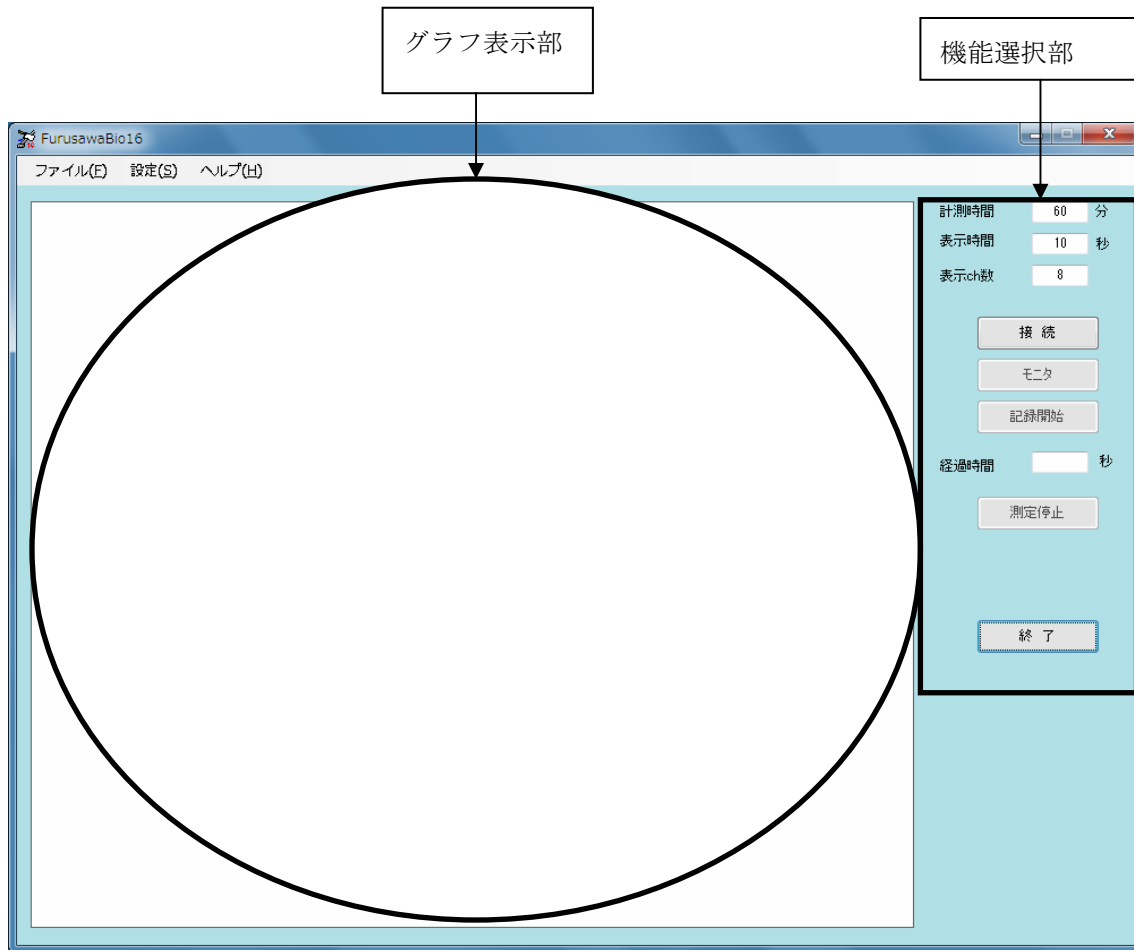 グラフ表示部
機能選択部
FurusawaBio16
ファイル(F) 設定(S) ヘルプ(H)
計測時間 60 分
表示時間 10 秒
表示ch数 8
接 続
モニタ
記録開始
経過時間 秒
測定停止
終 了